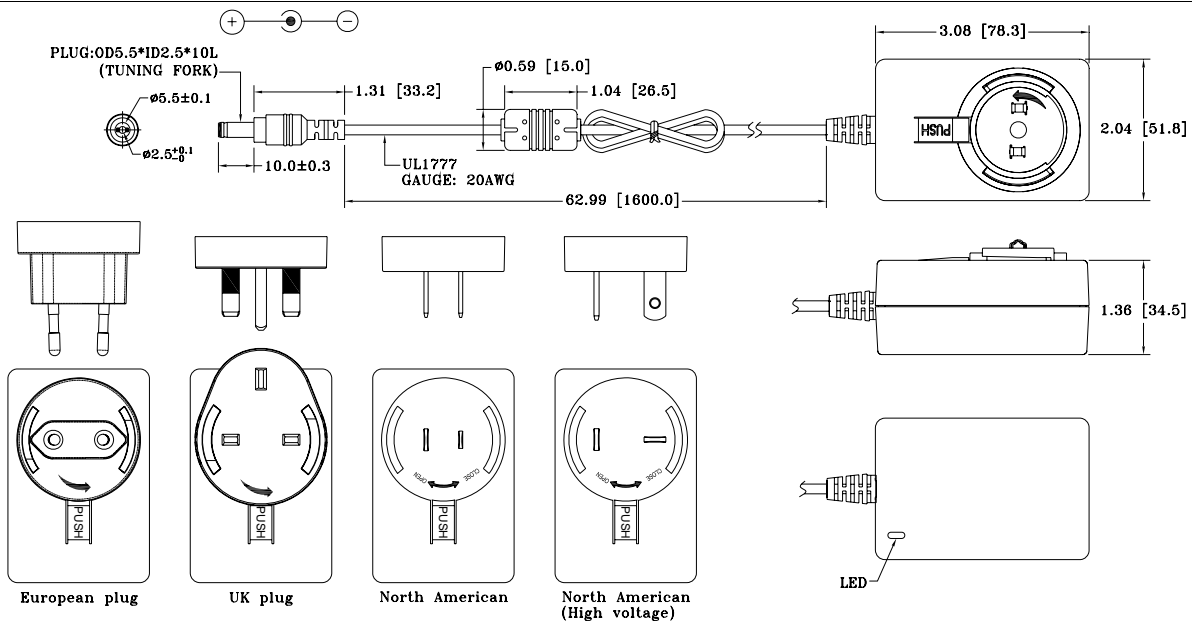 + −
PLUG:OD5.5*ID2.5*10L
(TUNING FORK)
ø5.5±0.1
ø2.5+0.1-0
10.0±0.3
1.31 [33.2]
ø0.59 [15.0]
1.04 [26.5]
UL1777
GAUGE: 20AWG
62.99 [1600.0]
3.08 [78.3]
2.04 [51.8]
PUSH
1.36 [34.5]
PUSH
PUSH
OPEN CLOSE
PUSH
OPEN CLOSE
PUSH
European plug
UK plug
North American
North American
(High voltage)
LED